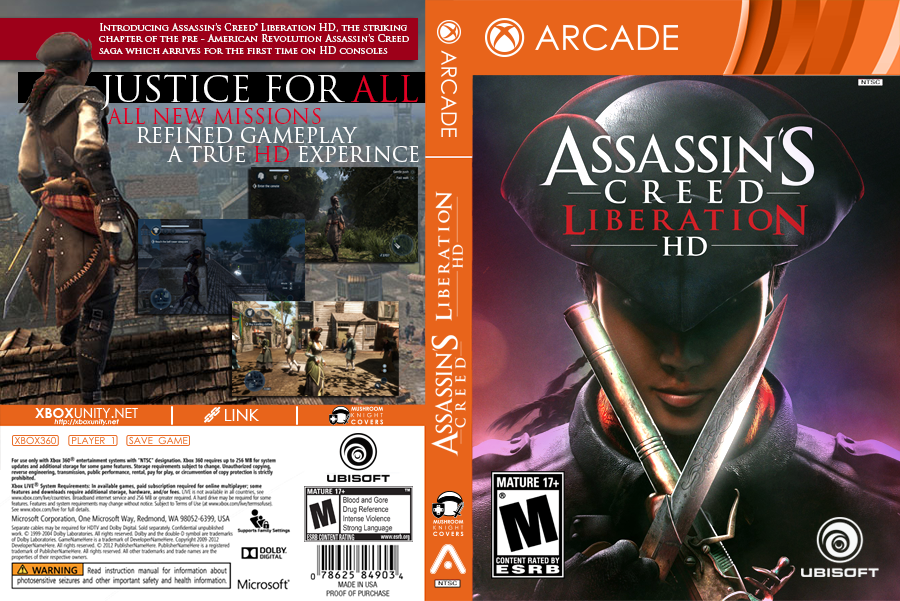 INTRODUCING ASSASSIN'S CREED® LIBERATION HD, THE STRIKING
CHAPTER OF THE PRE - AMERICAN REVOLUTION ASSASSIN'S CREED
SAGA WHICH ARRIVES FOR THE FIRST TIME ON HD CONSOLES
JUSTICE FOR ALL
ALL NEW MISSIONS
REFINED GAMEPLAY
A TRUE HD EXPERINCE
XBOXUNITY.NET
http://xboxunity.net
LINK
MUSHROOM
KNIGHT
COVERS
XBOX360
PLAYER 1
SAVE GAME
For use only with Xbox 360® entertainment systems with "NTSC" designation. Xbox 360 requires up to 256 MB for system
updates and additional storage for some game features. Storage requirements subject to change. Unauthorized copying,
reverse engineering, transmission, public performance, rental, pay for play, or circumvention of copy protection is strictly
prohibited.
Xbox LIVE® System Requirements: In available games, paid subscription required for online multiplayer; some
features and downloads require additional storage, hardware, and/or fees. LIVE is not available in all countries, see
www.xbox.com/live/countries. Broadband internet service and 256 MB or greater required. A hard drive may be required for some
features. Features and system requirements may change without notice. Subject to Terms of Use (at www.xbox.com/live/termsofuse).
See www.xbox.com/live for full details.
Microsoft Corporation, One Microsoft Way, Redmond, WA 98052-6399, USA
Separate cables may be required for HDTV and Dolby Digital. Sold separately. Confidential unpublished
work. © 1999-2004 Dolby Laboratories. All rights reserved. Dolby and the double-D symbol are trademarks
of Dolby Laboratories. GameNameHere is a trademark of DeveloperNameHere. Copyright 2009 2012
DeveloperNameHere. All rights reserved. © 2012 PublisherNameHere. PublisherNameHere is a registered
trademark of PublisherNameHere. All rights reserved. All other trademarks and trade names are the
properties of their respective owners.
WARNING Read instruction manual for information about
photosensitive seizures and other important safety and health information.
Supports Family Settings
DOLBY
DIGITAL
Microsoft®
UBISOFT
MATURE 17+
M
Blood and Gore
Drug Reference
Intense Violence
Strong Language
ESRB CONTENT RATING www.esrb.org
0 78625 84903 4
MADE IN USA
PROOF OF PURCHASE
ARCADE
ASSASSIN'S
CREED
LIBERATION
HD
MUSHROOM
KNIGHT
COVERS
NTSC
ARCADE
NTSC
ASSASSIN'S
CREED
LIBERATION
HD
MATURE 17+
M
CONTENT RATED BY
ESRB
UBISOFT